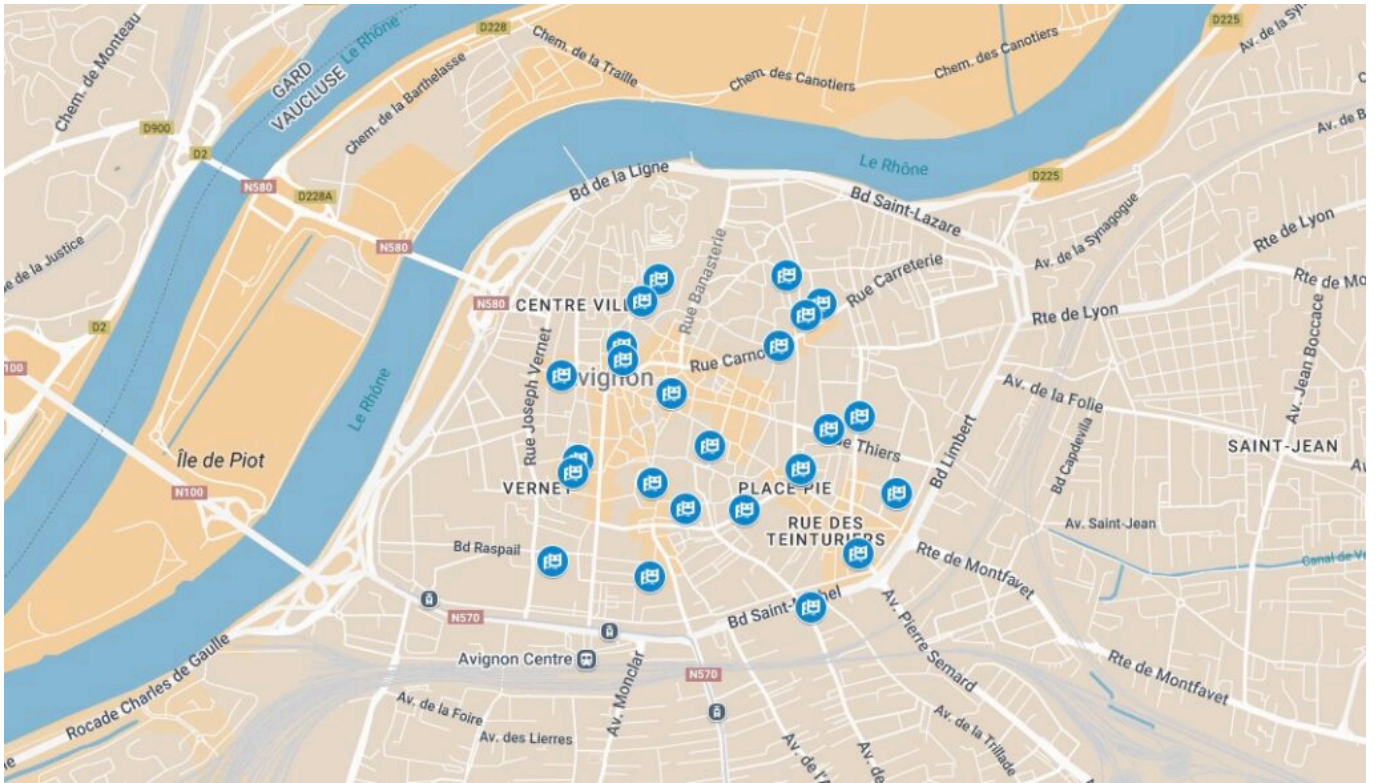 D228
Le Rhône
Chem. de la Traille
Chem. des Canotiers
Chem. des Canotiers
D225
Chem. de Monteau
GARD
VAUCLUSE
Chem. de la Barthelasse
D900
D2
Av. de B
Le Rhône
D225
Bd de la Ligne
N580
D228A
Bd Saint-Lazare
Av. de la Synagogue
Rte de Lyon
e de la Justice
N580
Rue Banasterie
Rue Carreterie
Rte de Mo
N580
CENTRE VILL
Rte de Lyon
D2
Rue Joseph Vernet
Rue Carno
Av. Jean Boccace
100
vignon
Av. de la Folie
Le Rhône
Île de Piot
e Thiers
Bd Limbert
Bd Capdevila
SAINT-JEAN
N100
VERNET
PLACE PIE
RUE DES
TEINTURIERS
Av. Saint-Jean
Bd Raspail
Rte de Montfavet
Canal de V
N570
Bd Saint-M
hel
Av. Pierre Semard
Rocade Charles de Gaulle
Avignon Centre
N570
Rte de Montfavet
Av. Monclar
Av. de la Foire
Av. des Lierres
Av. de la Trillade
Av. de l'
Av. de